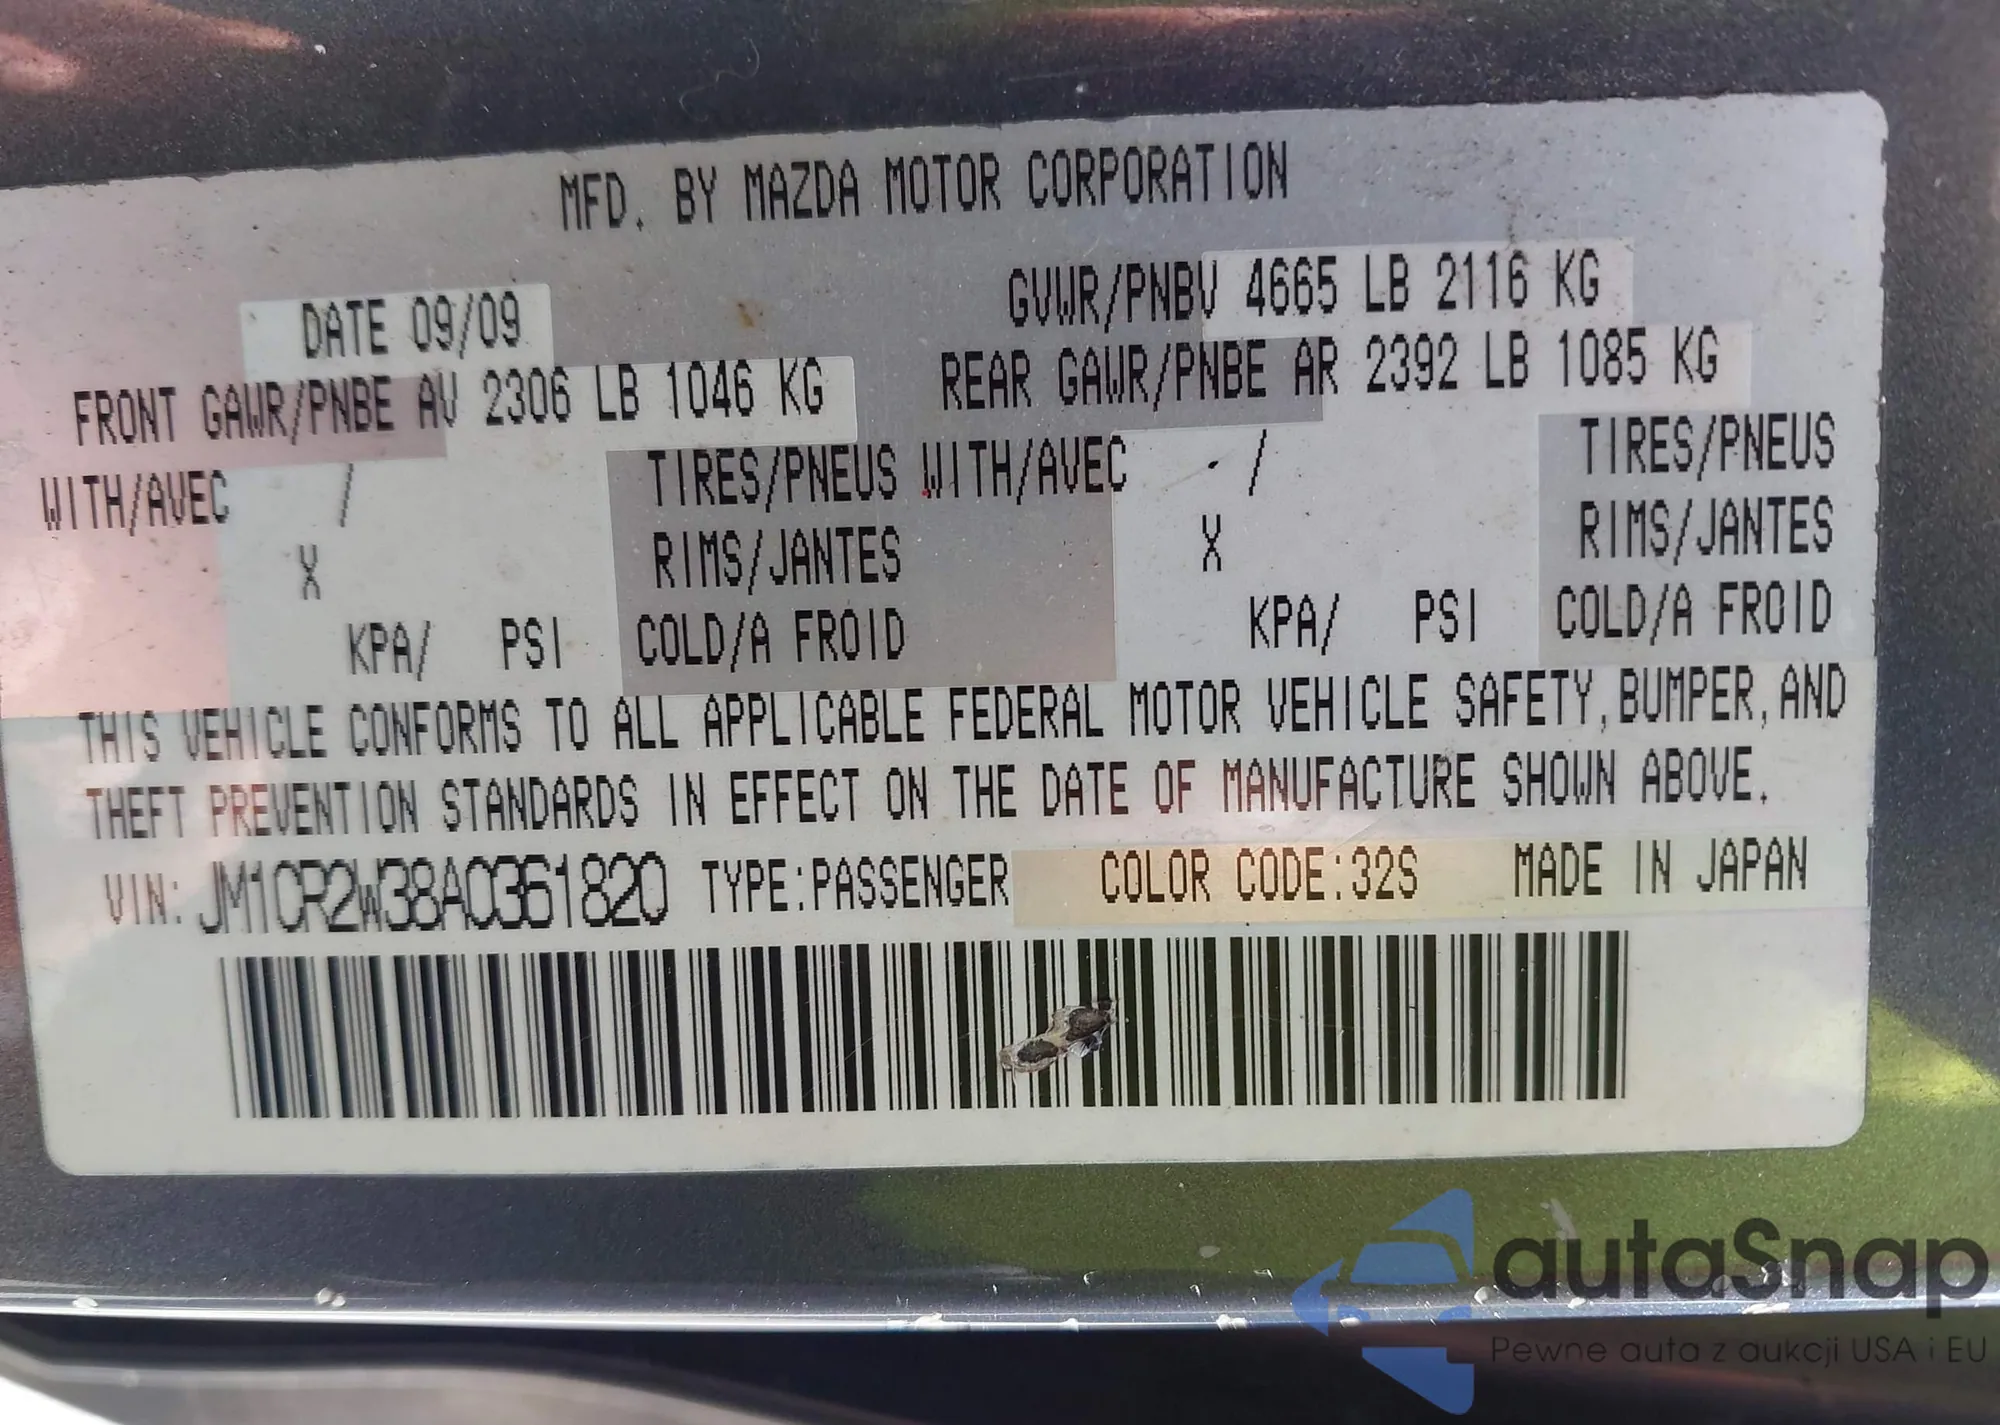 MFD. BY MAZDA MOTOR CORPORATION
DATE 09/09
GVWR/PNBV 4665 LB 2116 KG
FRONT GAWR/PNBE AV 2306 LB 1046 KG
REAR GAWR/PNBE AR 2392 LB 1085 KG
WITH/AVEC / TIRES/PNEUS WITH/AVEC / TIRES/PNEUS
X RIMS/JANTES X RIMS/JANTES
KPA/ PSI COLD/A FROID KPA/ PSI COLD/A FROID
THIS VEHICLE CONFORMS TO ALL APPLICABLE FEDERAL MOTOR VEHICLE SAFETY, BUMPER, AND
THEFT PREVENTION STANDARDS IN EFFECT ON THE DATE OF MANUFACTURE SHOWN ABOVE.
VIN: JM1CR2W38A0361820 TYPE:PASSENGER COLOR CODE:32S MADE IN JAPAN
autaSnap
Pewne auta z aukcji USA i EU